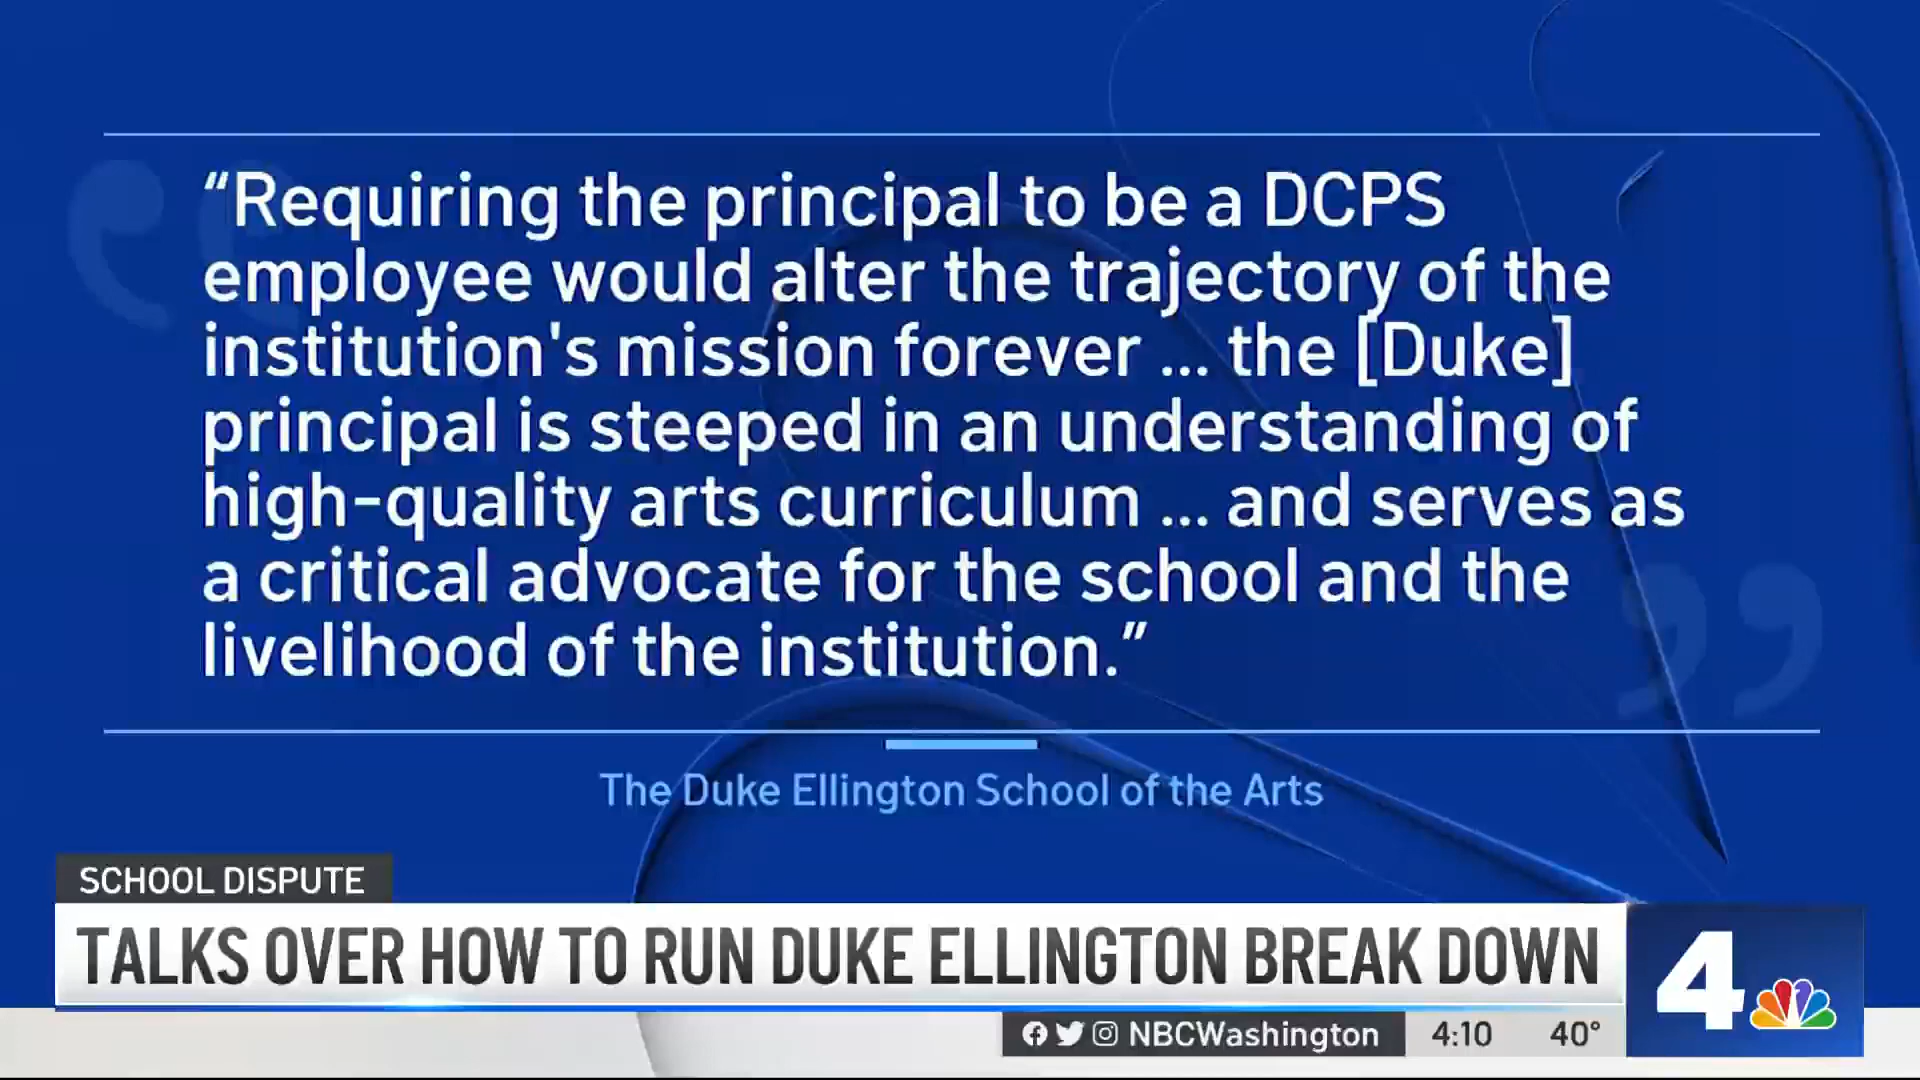 “Requiring the principal to be a DCPS
employee would alter the trajectory of the
institution's mission forever ... the [Duke]
principal is steeped in an understanding of
high-quality arts curriculum ... and serves as
a critical advocate for the school and the
livelihood of the institution.”
The Duke Ellington School of the Arts
SCHOOL DISPUTE
TALKS OVER HOW TO RUN DUKE ELLINGTON BREAK DOWN
4
NBCWashington 4:10 40°